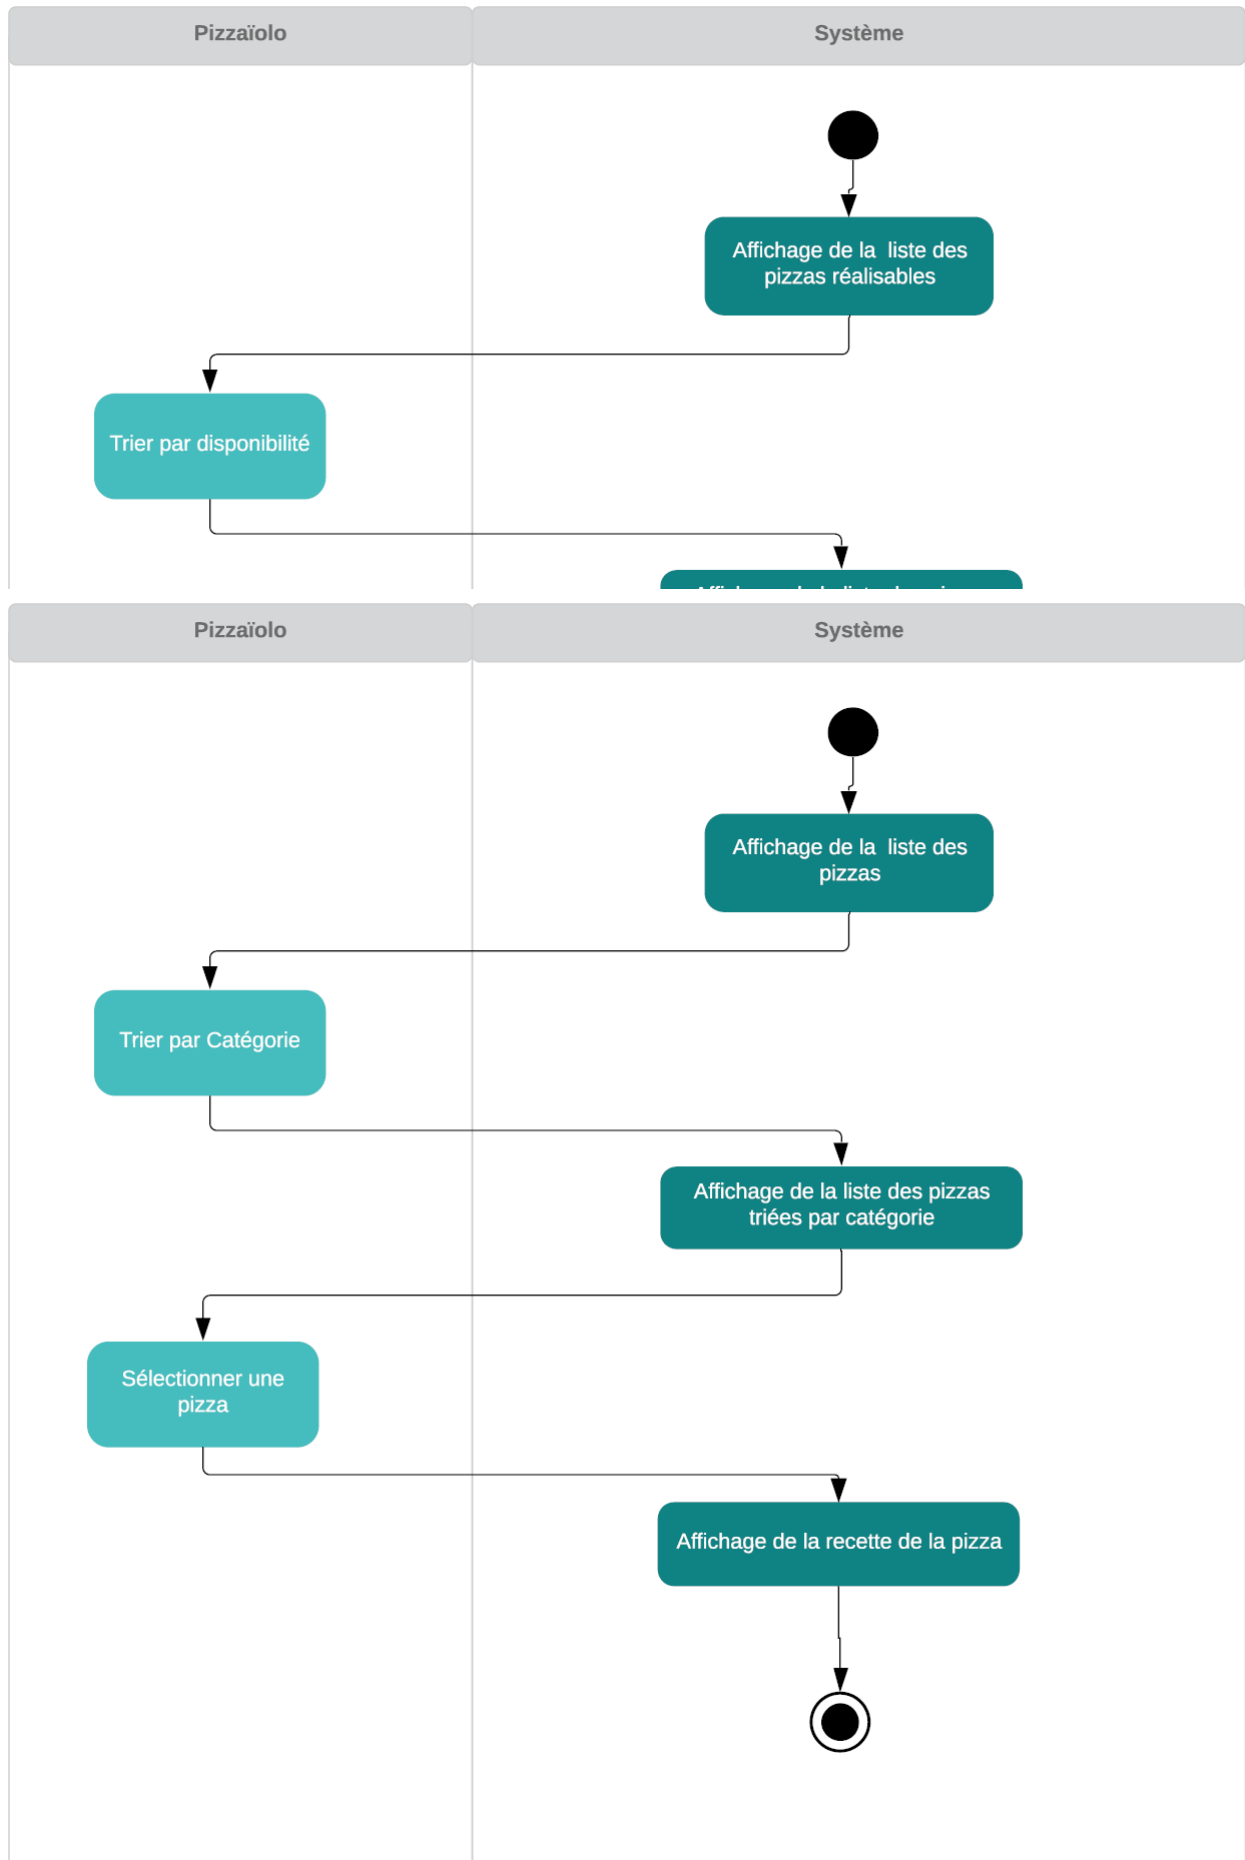 Pizzaïolo
Système
Affichage de la liste des
pizzas réalisables
Trier par disponibilité
Pizzaïolo
Système
Affichage de la liste des
pizzas
Trier par Catégorie
Affichage de la liste des pizzas
triées par catégorie
Sélectionner une
pizza
Affichage de la recette de la pizza